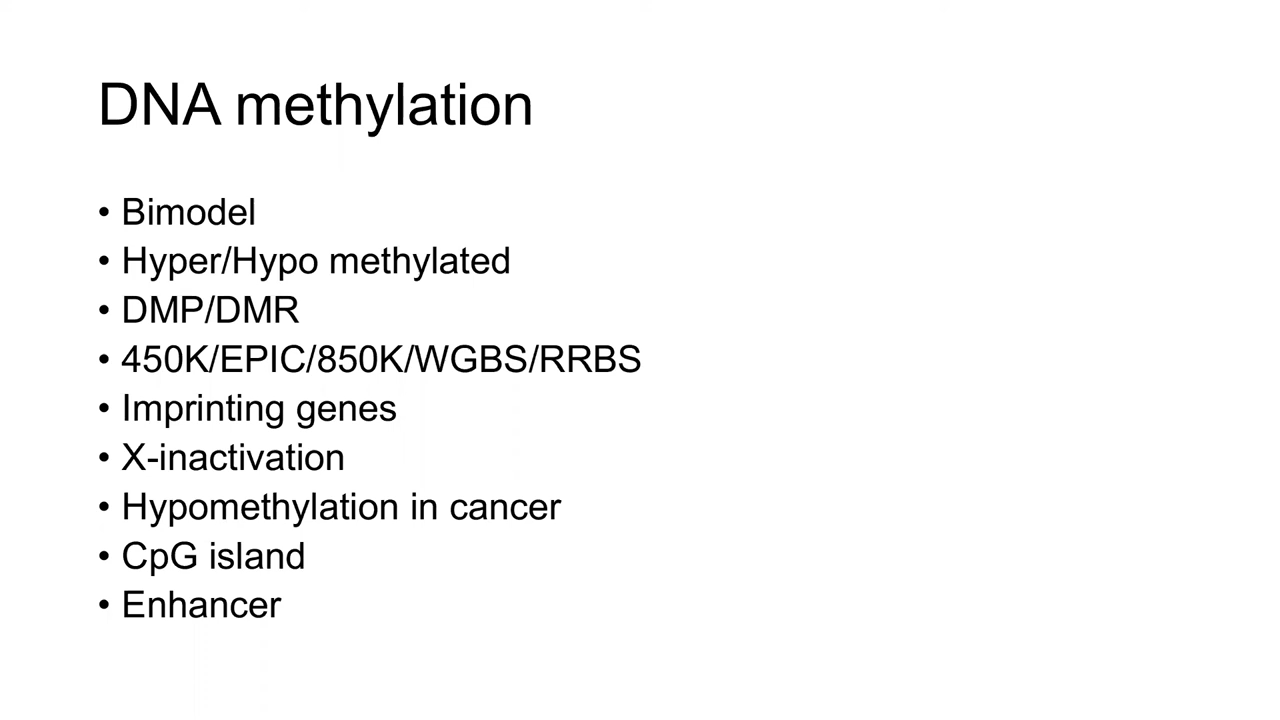 DNA methylation
• Bimodel
• Hyper/Hypo methylated
• DMP/DMR
• 450K/EPIC/850K/WGBS/RRBS
• Imprinting genes
• X-inactivation
• Hypomethylation in cancer
• CpG island
• Enhancer